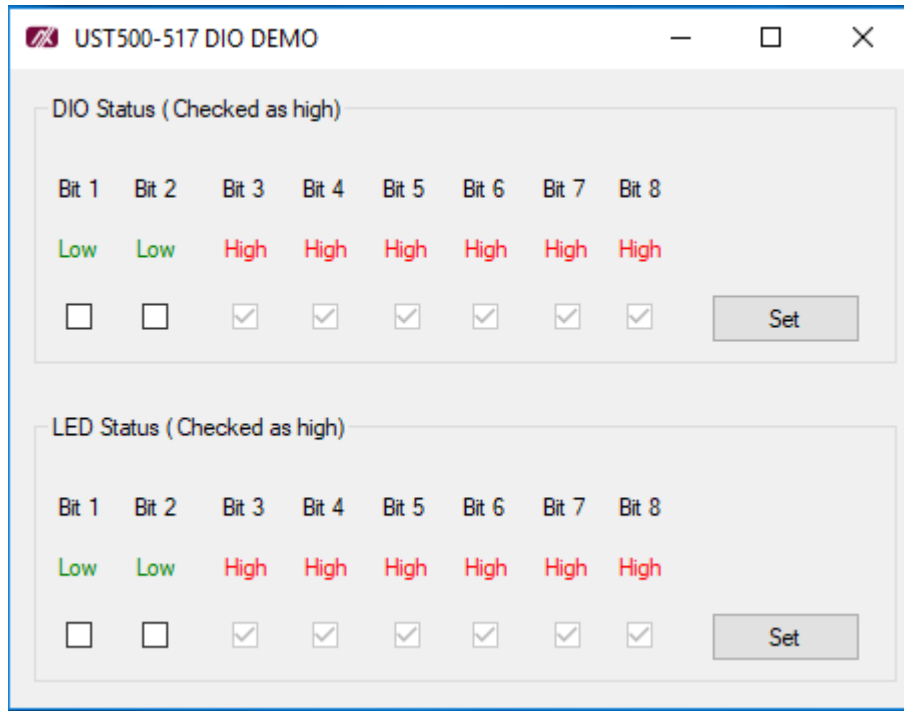 UST500-517 DIO DEMO
DIO Status ( Checked as high)
Bit 1 Bit 2 Bit 3 Bit 4 Bit 5 Bit 6 Bit 7 Bit 8
Low Low High High High High High High
Set
LED Status ( Checked as high)
Bit 1 Bit 2 Bit 3 Bit 4 Bit 5 Bit 6 Bit 7 Bit 8
Low Low High High High High High High
Set